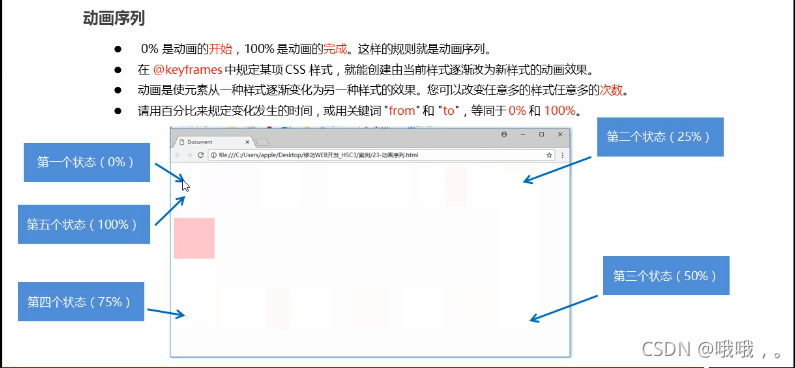 动画序列
● 0% 是动画的开始，100% 是动画的完成。这样的规则就是动画序列。
● 在 @keyframes 中规定某项 CSS 样式，就能创建由当前样式逐渐改为新样式的动画效果。
● 动画是使元素从一种样式逐渐变化为另一种样式的效果。您可以改变任意多的样式任意多的次数。
● 请用百分比来规定变化发生的时间，或用关键词 "from" 和 "to"，等同于 0% 和 100%。
第二个状态（25%）
Document
第一个状态（0%）
file:///C:/Users/apple/Desktop/移动WEB开发_H5C3/案例/23-动画序列.html
第五个状态（100%）
第三个状态（50%）
第四个状态（75%）
CSDN @哦哦，。